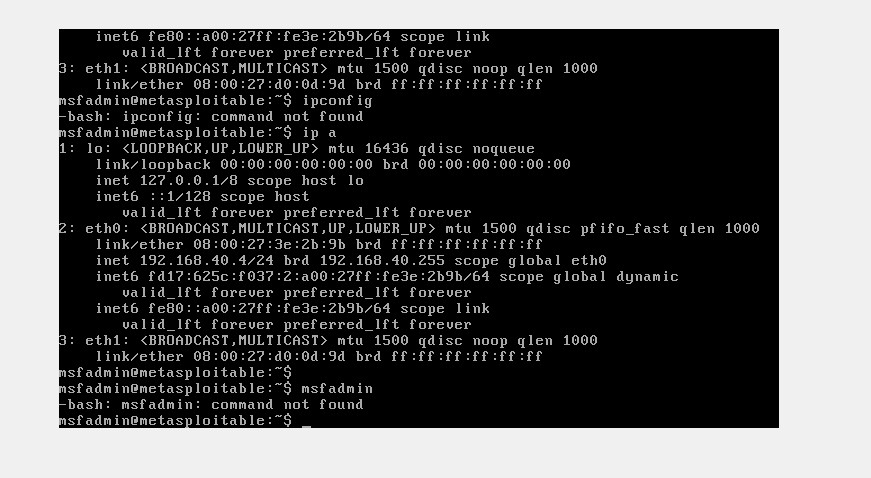 inet6 fe80::a00:27ff:fe3e:2b9b/64 scope link
valid_lft forever preferred_lft forever
3: eth1: <BROADCAST,MULTICAST> mtu 1500 qdisc noop qlen 1000
link/ether 08:00:27:d0:0d:9d brd ff:ff:ff:ff:ff:ff
msfadmin@metasploitable:~$ ipconfig
-bash: ipconfig: command not found
msfadmin@metasploitable:~$ ip a
1: lo: <LOOPBACK,UP,LOWER_UP> mtu 16436 qdisc noqueue
link/loopback 00:00:00:00:00:00 brd 00:00:00:00:00:00
inet 127.0.0.1/8 scope host lo
inet6 ::1/128 scope host
valid_lft forever preferred_lft forever
2: eth0: <BROADCAST,MULTICAST,UP,LOWER_UP> mtu 1500 qdisc pfifo_fast qlen 1000
link/ether 08:00:27:3e:2b:9b brd ff:ff:ff:ff:ff:ff
inet 192.168.40.4/24 brd 192.168.40.255 scope global eth0
inet6 fd17:625c:f037:2:a00:27ff:fe3e:2b9b/64 scope global dynamic
valid_lft forever preferred_lft forever
inet6 fe80::a00:27ff:fe3e:2b9b/64 scope link
valid_lft forever preferred_lft forever
3: eth1: <BROADCAST,MULTICAST> mtu 1500 qdisc noop qlen 1000
link/ether 08:00:27:d0:0d:9d brd ff:ff:ff:ff:ff:ff
msfadmin@metasploitable:~$
msfadmin@metasploitable:~$ msfadmin
-bash: msfadmin: command not found
msfadmin@metasploitable:~$ _